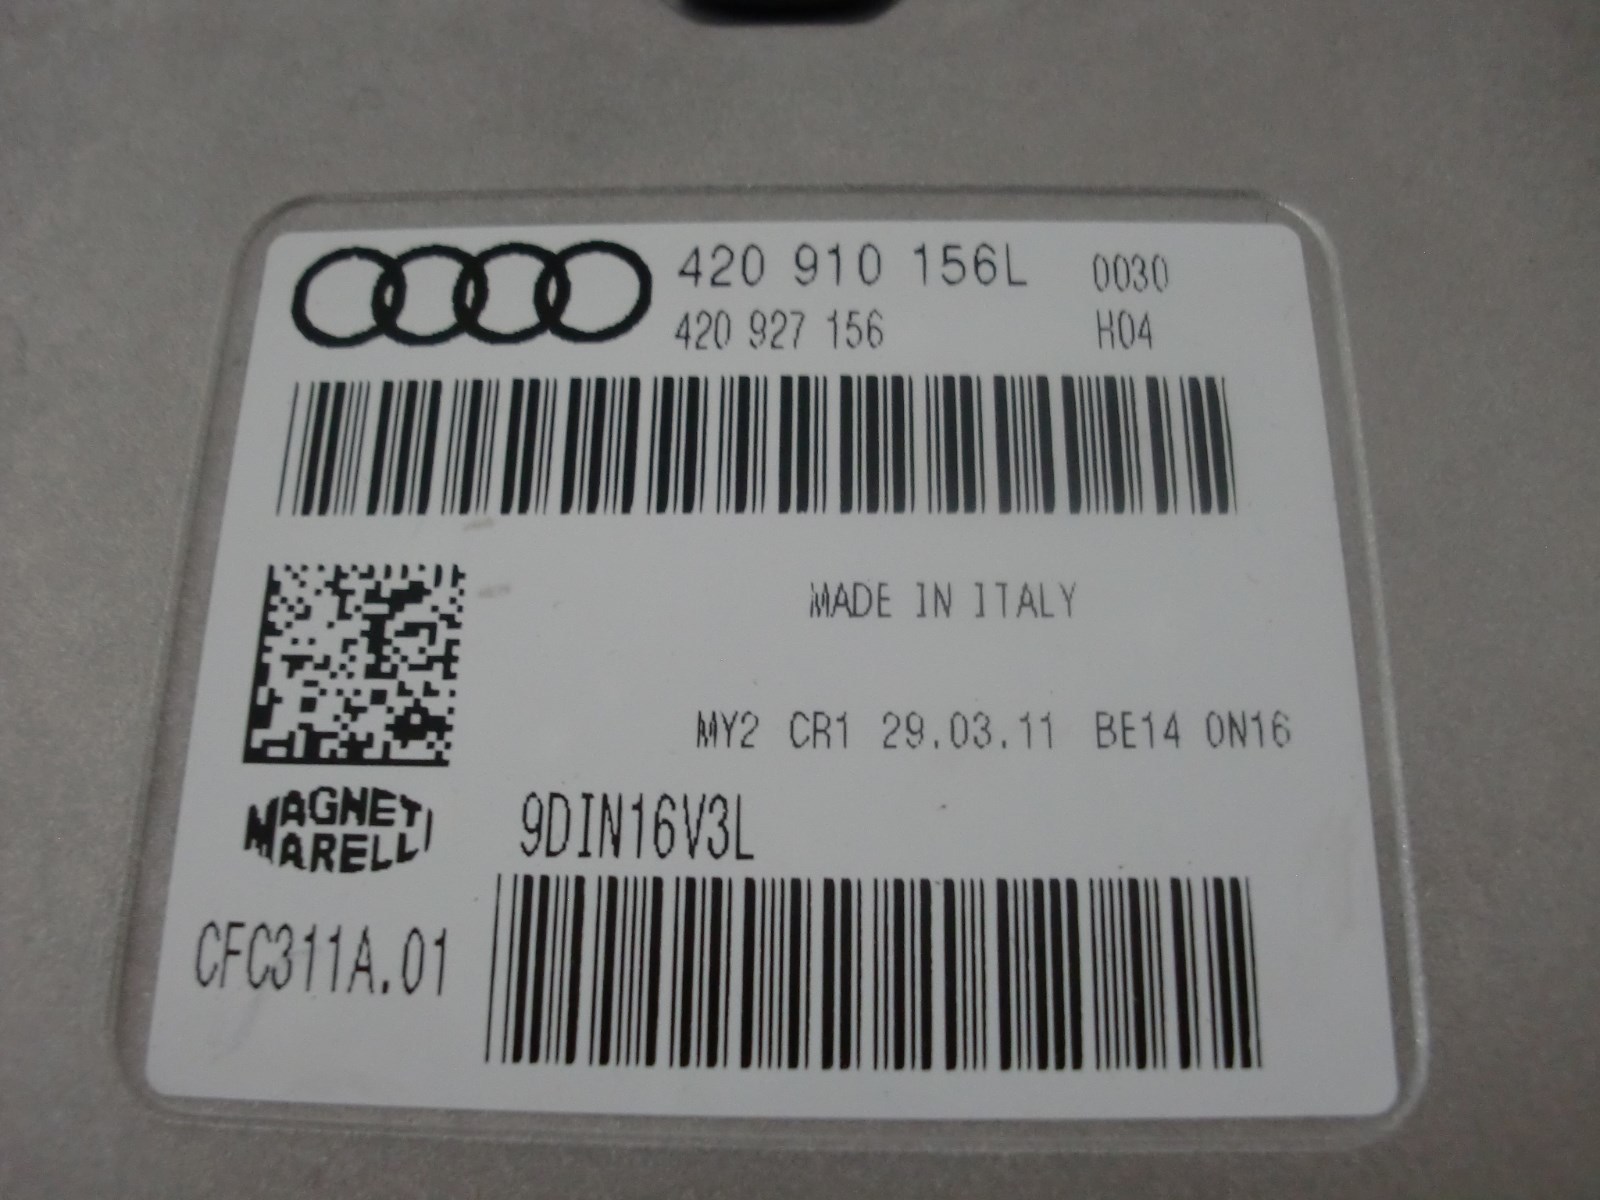 420 910 156L 0030
420 927 156 H04
MADE IN ITALY
MY2 CR1 29.03.11 BE14 0N16
MAGNETI
MARELLI
9DIN16V3L
CFC311A.01